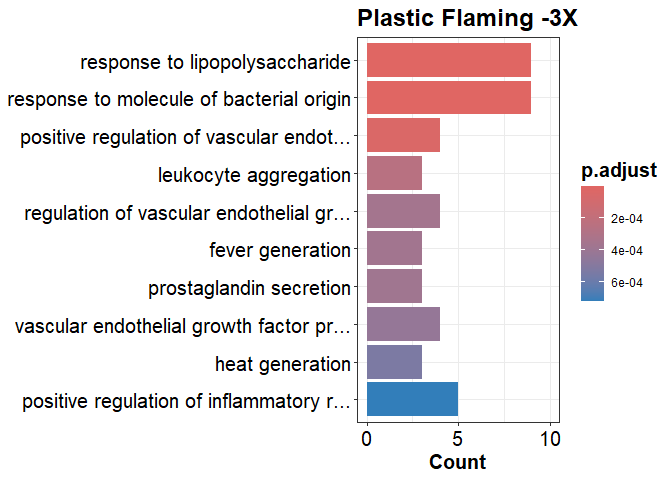 Plastic Flaming -3X
response to lipopolysaccharide
response to molecule of bacterial origin
positive regulation of vascular endot...
leukocyte aggregation
regulation of vascular endothelial gr...
fever generation
prostaglandin secretion
vascular endothelial growth factor pr...
heat generation
positive regulation of inflammatory r...
0 5 10
Count
p.adjust
2e-04
4e-04
6e-04